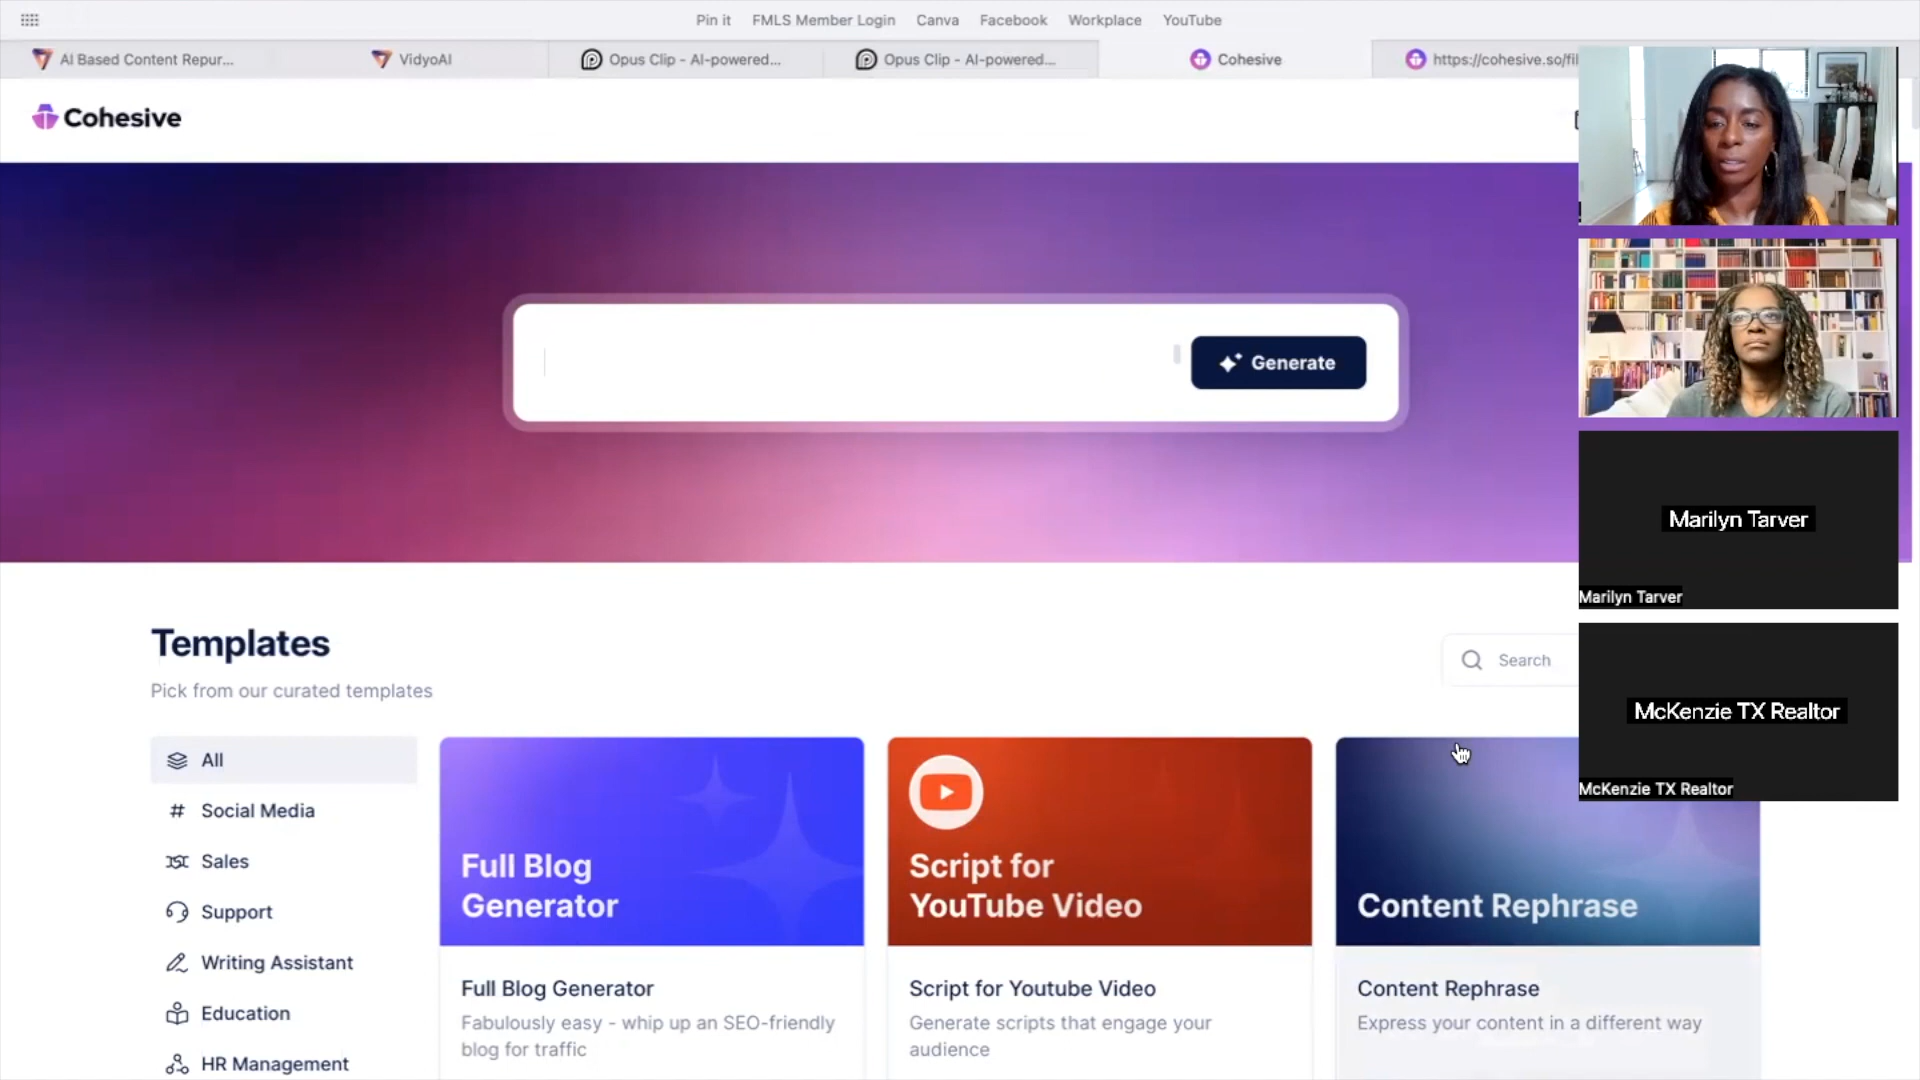 Pin it FMLS Member Login Canva Facebook Workplace YouTube
AI Based Content Repur... VidyoAI Opus Clip - AI-powered... Opus Clip - AI-powered... Cohesive https://cohesive.so/fil
Cohesive
Generate
Marilyn Tarver
Marilyn Tarver
McKenzie TX Realtor
McKenzie TX Realtor
Templates
Pick from our curated templates
Search
All
Social Media
Sales
Support
Writing Assistant
Education
HR Management
Full Blog
Generator
Full Blog Generator
Fabulously easy - whip up an SEO-friendly
blog for traffic
Script for
YouTube Video
Script for Youtube Video
Generate scripts that engage your
audience
Content Rephrase
Content Rephrase
Express your content in a different way